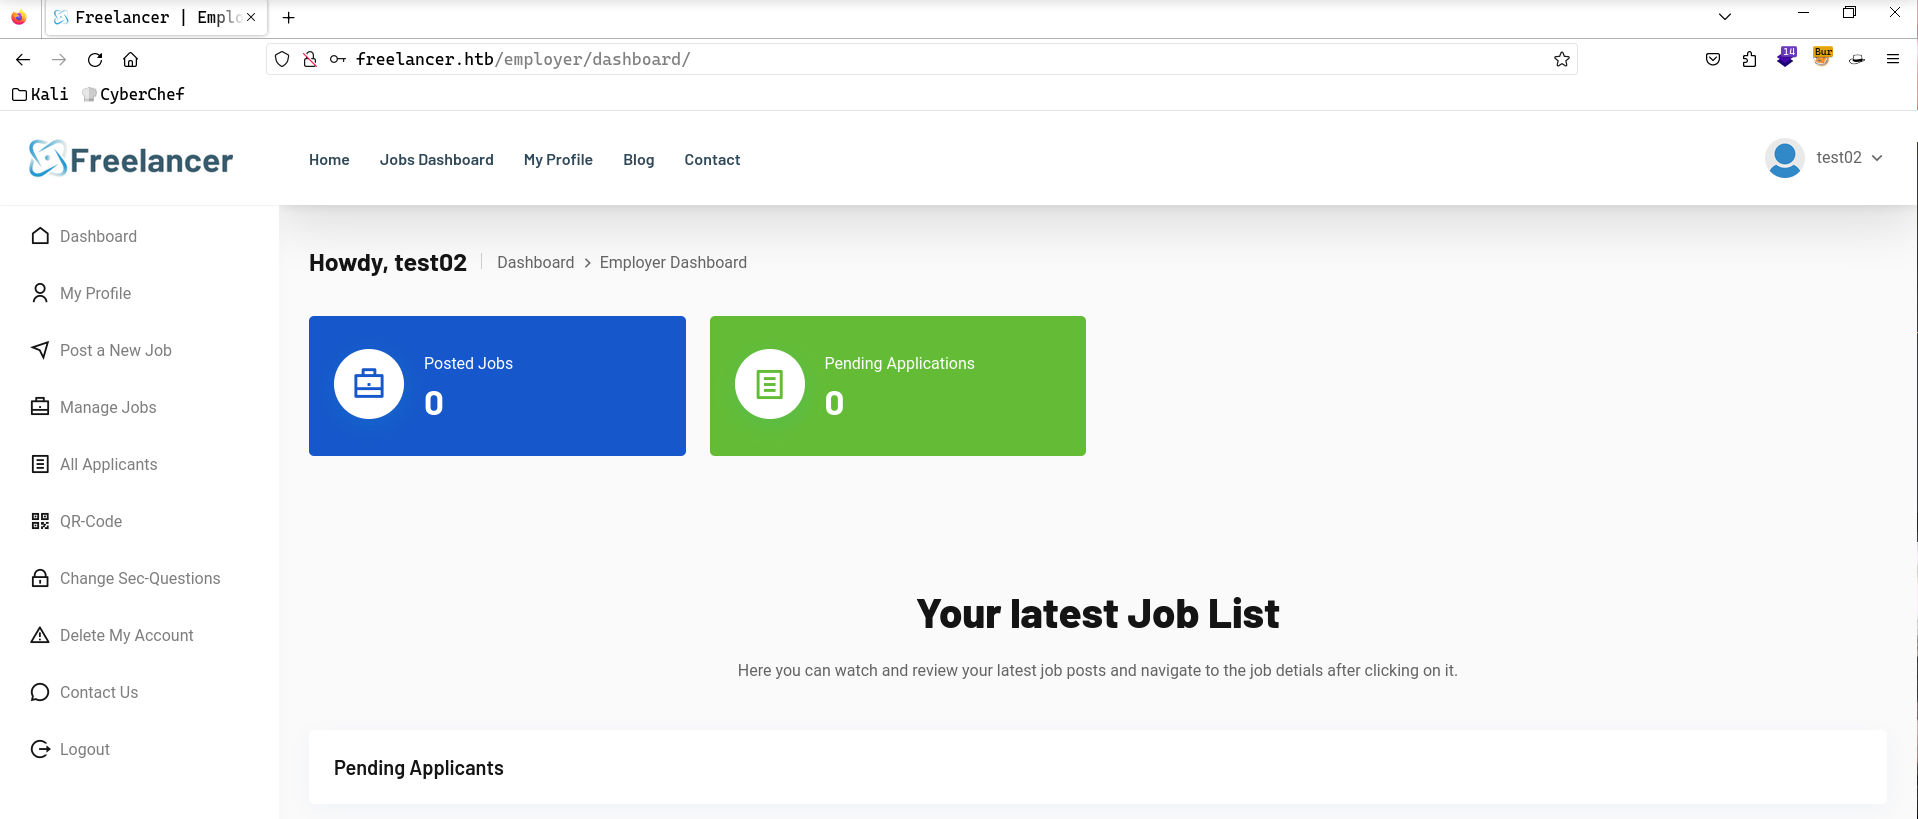 Freelancer | Emplo
freelancer.htb/employer/dashboard/
14
Bur
Kali CyberChef
Freelancer
Home Jobs Dashboard My Profile Blog Contact
test02
Dashboard
My Profile
Post a New Job
Manage Jobs
All Applicants
QR-Code
Change Sec-Questions
Delete My Account
Contact Us
Logout
Howdy, test02 Dashboard > Employer Dashboard
Posted Jobs
0
Pending Applications
0
Your latest Job List
Here you can watch and review your latest job posts and navigate to the job detials after clicking on it.
Pending Applicants